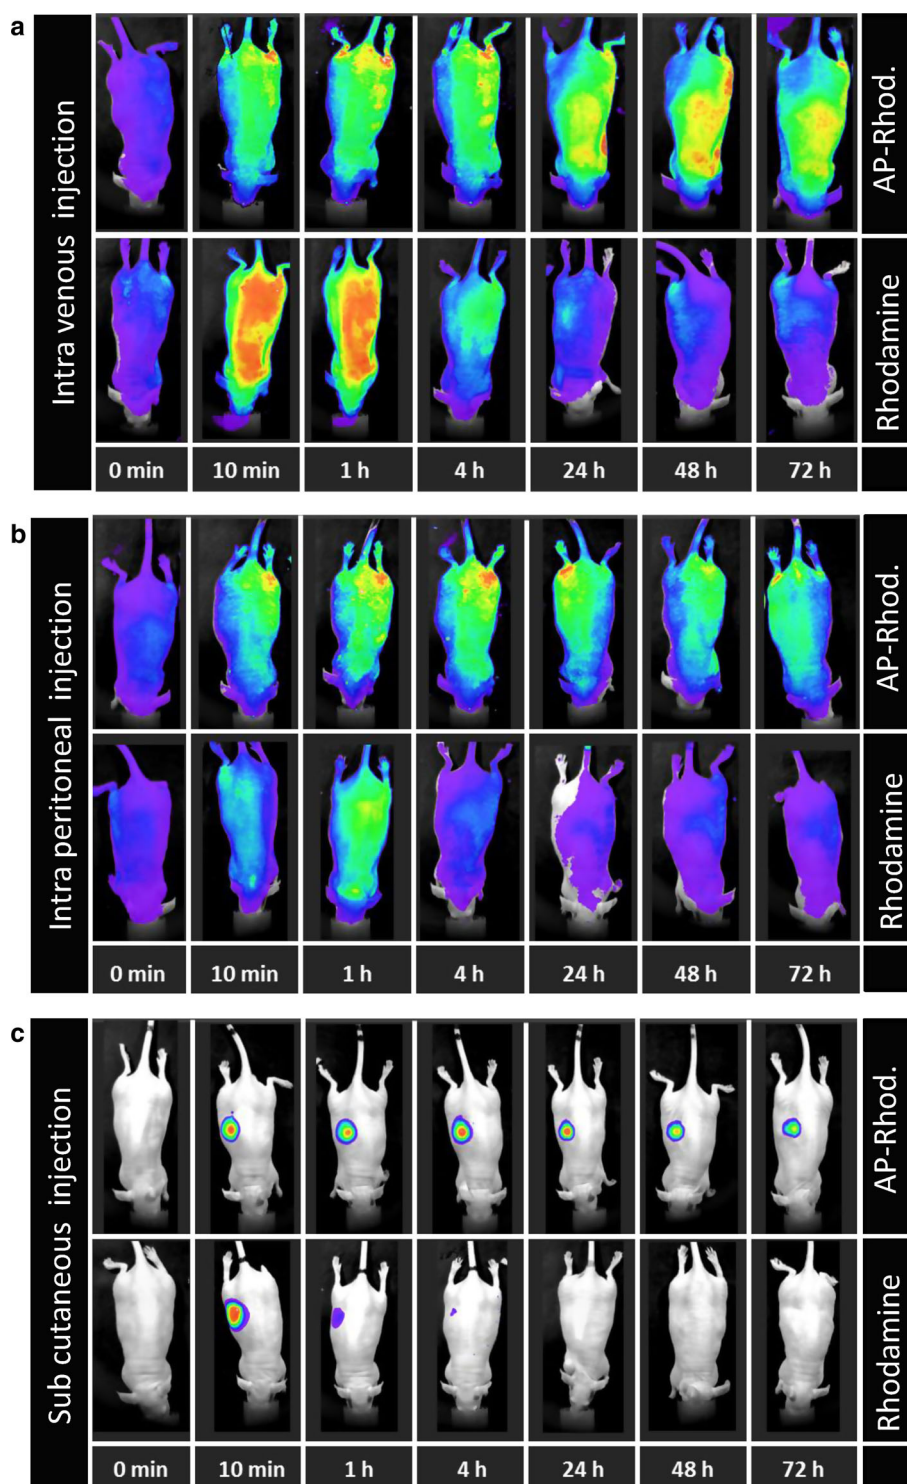 a
Intra venous injection
AP-Rhod.
Rhodamine
0 min 10 min 1 h 4 h 24 h 48 h 72 h
b
Intra peritoneal injection
AP-Rhod.
Rhodamine
0 min 10 min 1 h 4 h 24 h 48 h 72 h
c
Sub cutaneous injection
AP-Rhod.
Rhodamine
0 min 10 min 1 h 4 h 24 h 48 h 72 h